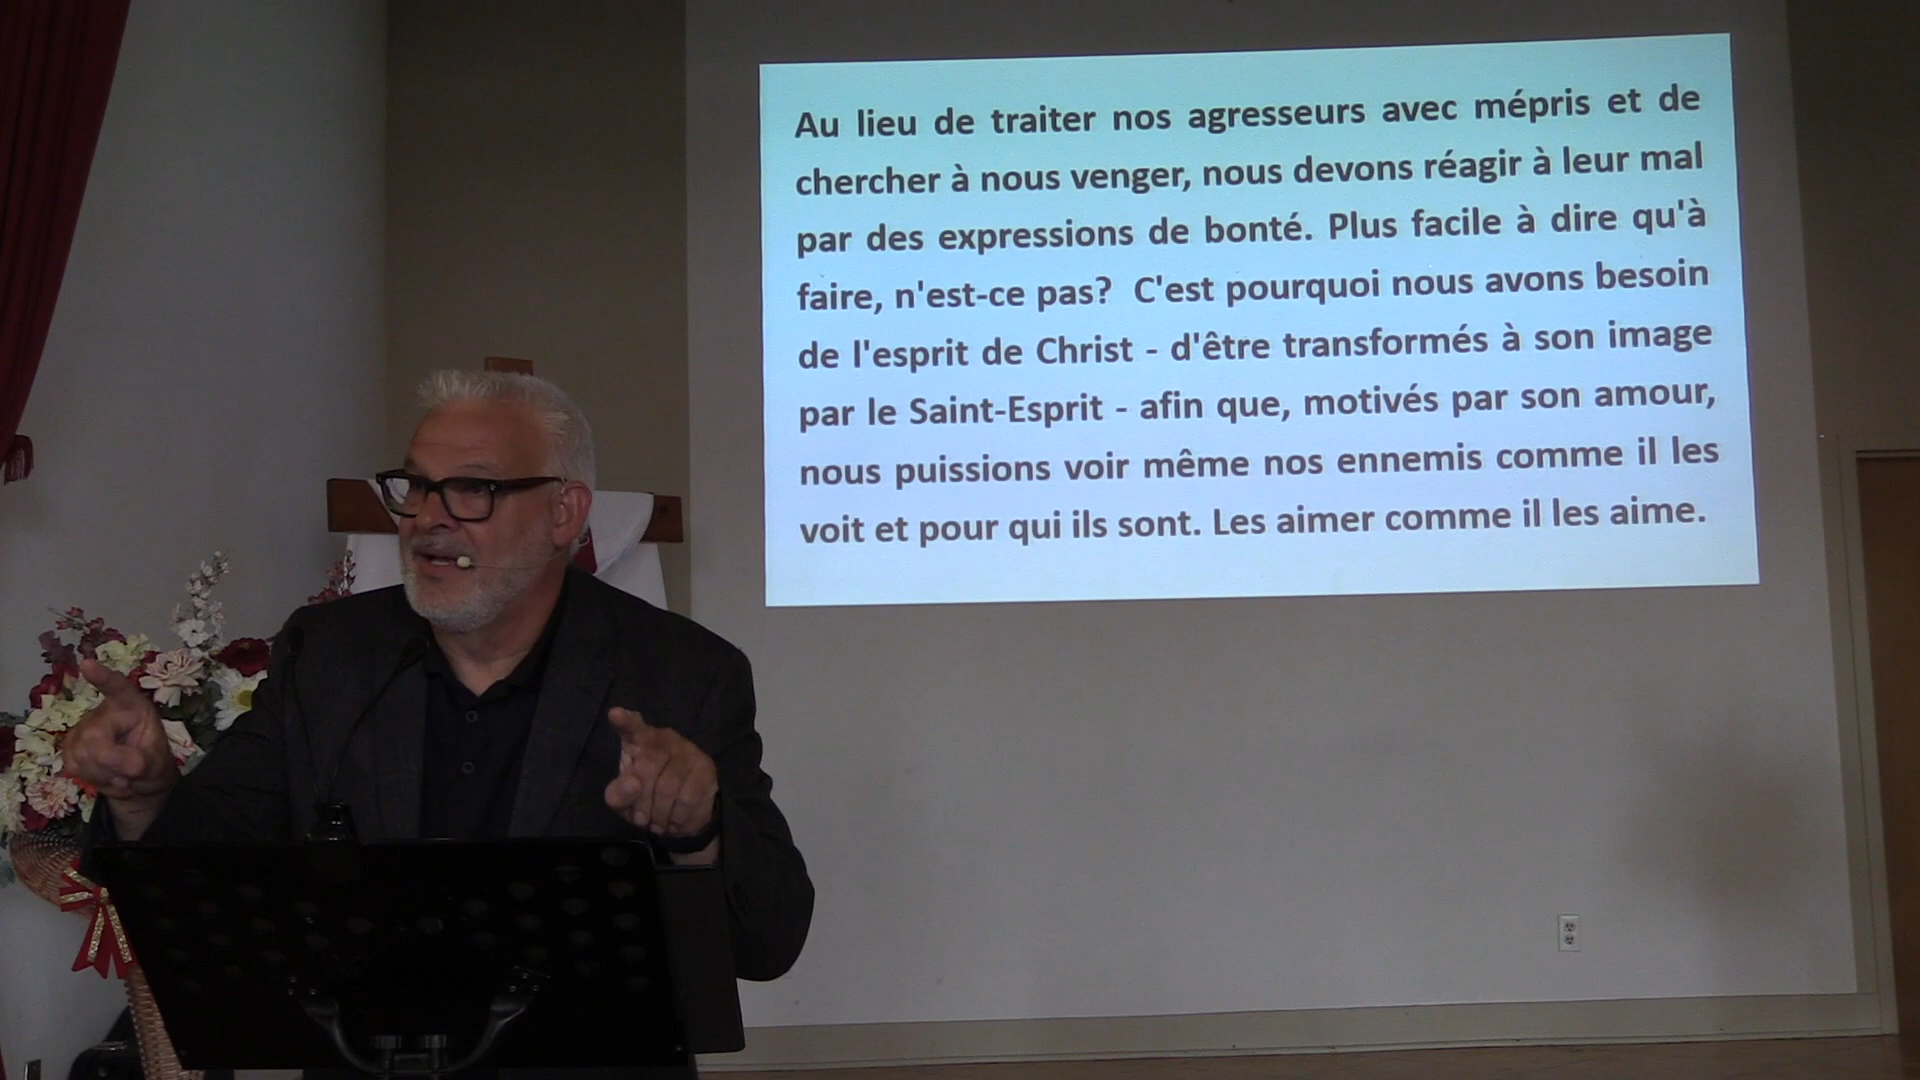 Au lieu de traiter nos agresseurs avec mépris et de
chercher à nous venger, nous devons réagir à leur mal
par des expressions de bonté. Plus facile à dire qu'à
faire, n'est-ce pas?  C'est pourquoi nous avons besoin
de l'esprit de Christ - d'être transformés à son image
par le Saint-Esprit - afin que, motivés par son amour,
nous puissions voir même nos ennemis comme il les
voit et pour qui ils sont. Les aimer comme il les aime.